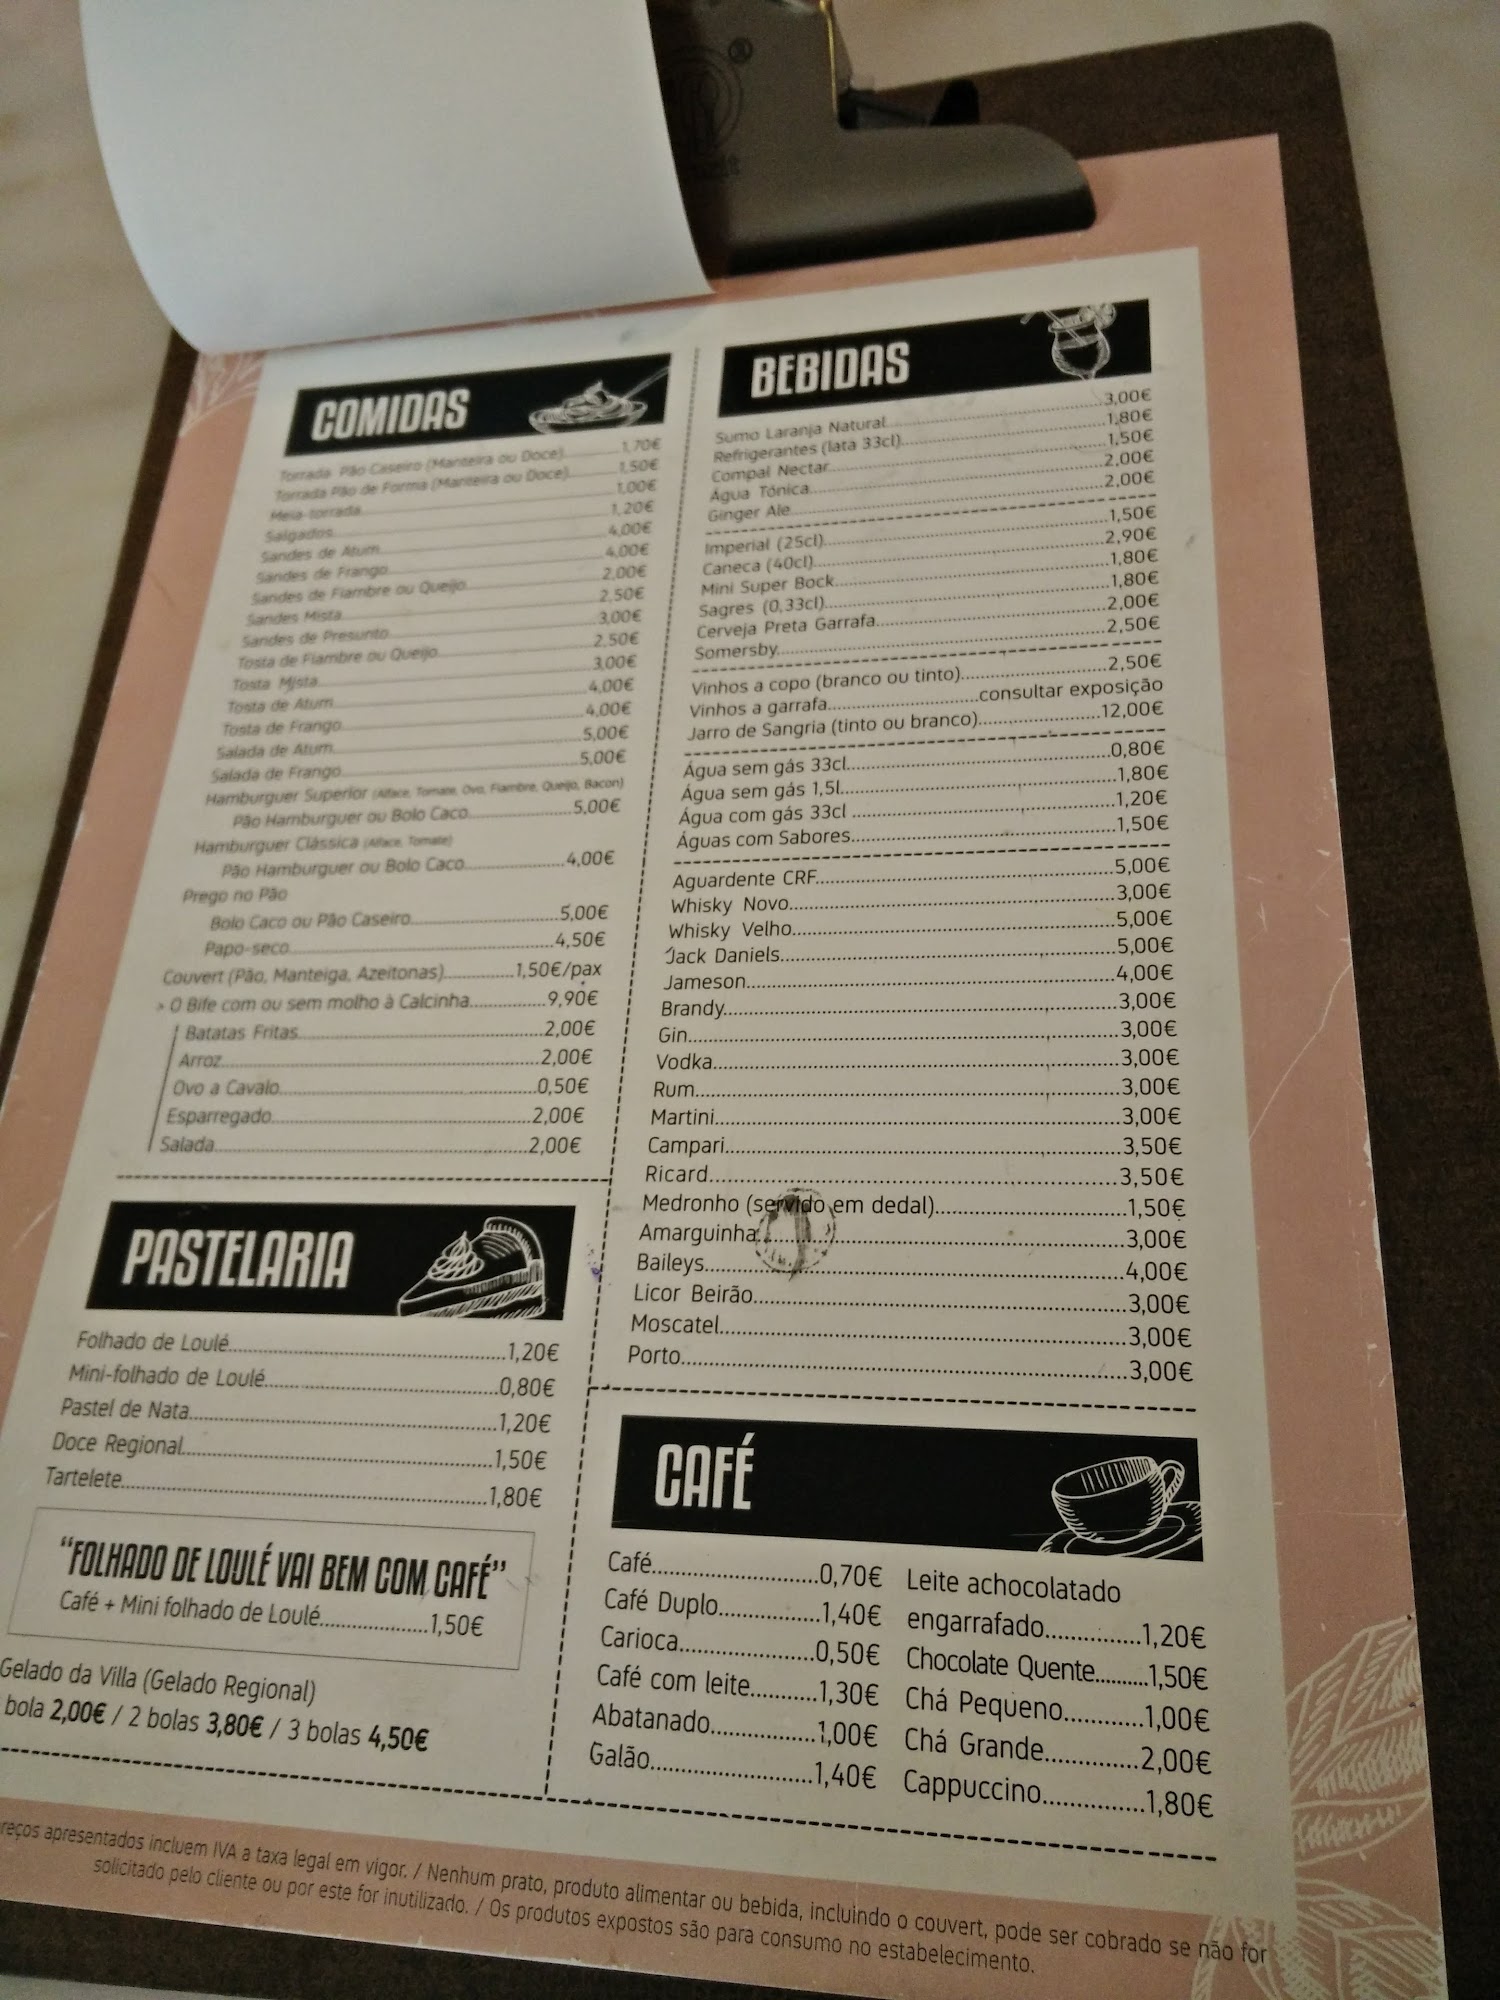 COMIDAS
Torrada Pão Caseiro (Manteira ou Doce)....1,70€
Torrada Pão de Forma (Manteira ou Doce)....1,50€
Meia-torrada....1,00€
Salgados....1,20€
Sandes de Atum....4,00€
Sandes de Frango....4,00€
Sandes de Fiambre ou Queijo....2,00€
Sandes Mista....2,50€
Sandes de Presunto....3,00€
Tosta de Fiambre ou Queijo....2,50€
Tosta Mista....3,00€
Tosta de Atum....4,00€
Tosta de Frango....4,00€
Salada de Atum....5,00€
Salada de Frango....5,00€
Hamburguer Superior (Alface, Tomate, Ovo, Fiambre, Queijo, Bacon)
Pão Hamburguer ou Bolo Caco....5,00€
Hamburguer Clássica (Alface, Tomate)
Pão Hamburguer ou Bolo Caco....4,00€
Prego no Pão
Bolo Caco ou Pão Caseiro....5,00€
Papo-seco....4,50€
Couvert (Pão, Manteiga, Azeitonas)....1,50€/pax
> O Bife com ou sem molho à Calcinha....9,90€
Batatas Fritas....2,00€
Arroz....2,00€
Ovo a Cavalo....0,50€
Esparregado....2,00€
Salada....2,00€
PASTELARIA
Folhado de Loulé....1,20€
Mini-folhado de Loulé....0,80€
Pastel de Nata....1,20€
Doce Regional....1,50€
Tartelete....1,80€
“FOLHADO DE LOULÉ VAI BEM COM CAFÉ”
Café + Mini folhado de Loulé....1,50€
Gelado da Villa (Gelado Regional)
bola 2,00€ / 2 bolas 3,80€ / 3 bolas 4,50€
BEBIDAS
Sumo Laranja Natural....3,00€
Refrigerantes (lata 33cl)....1,80€
Compal Nectar....1,50€
Água Tónica....2,00€
Ginger Ale....2,00€
Imperial (25cl)....1,50€
Caneca (40cl)....2,90€
Mini Super Bock....1,80€
Sagres (0,33cl)....1,80€
Cerveja Preta Garrafa....2,00€
Somersby....2,50€
Vinhos a copo (branco ou tinto)....2,50€
Vinhos a garrafa....consultar exposição
Jarro de Sangria (tinto ou branco)....12,00€
Água sem gás 33cl....0,80€
Água sem gás 1,5l....1,80€
Água com gás 33cl ....1,20€
Águas com Sabores....1,50€
Aguardente CRF....5,00€
Whisky Novo....3,00€
Whisky Velho....5,00€
Jack Daniels....5,00€
Jameson....4,00€
Brandy....3,00€
Gin....3,00€
Vodka....3,00€
Rum....3,00€
Martini....3,00€
Campari....3,50€
Ricard....3,50€
Medronho (servido em dedal)....1,50€
Amarguinha....3,00€
Baileys....4,00€
Licor Beirão....3,00€
Moscatel....3,00€
Porto....3,00€
CAFÉ
Café....0,70€
Café Duplo....1,40€
Carioca....0,50€
Café com leite....1,30€
Abatanado....1,00€
Galão....1,40€
Leite achocolatado
engarrafado....1,20€
Chocolate Quente....1,50€
Chá Pequeno....1,00€
Chá Grande....2,00€
Cappuccino....1,80€
reços apresentados incluem IVA a taxa legal em vigor. / Nenhum prato, produto alimentar ou bebida, incluindo o couvert, pode ser cobrado se não for
solicitado pelo cliente ou por este for inutilizado. / Os produtos expostos são para consumo no estabelecimento.